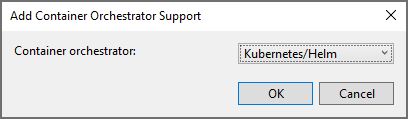 Add Container Orchestrator Support
Container orchestrator: Kubernetes/Helm
OK Cancel